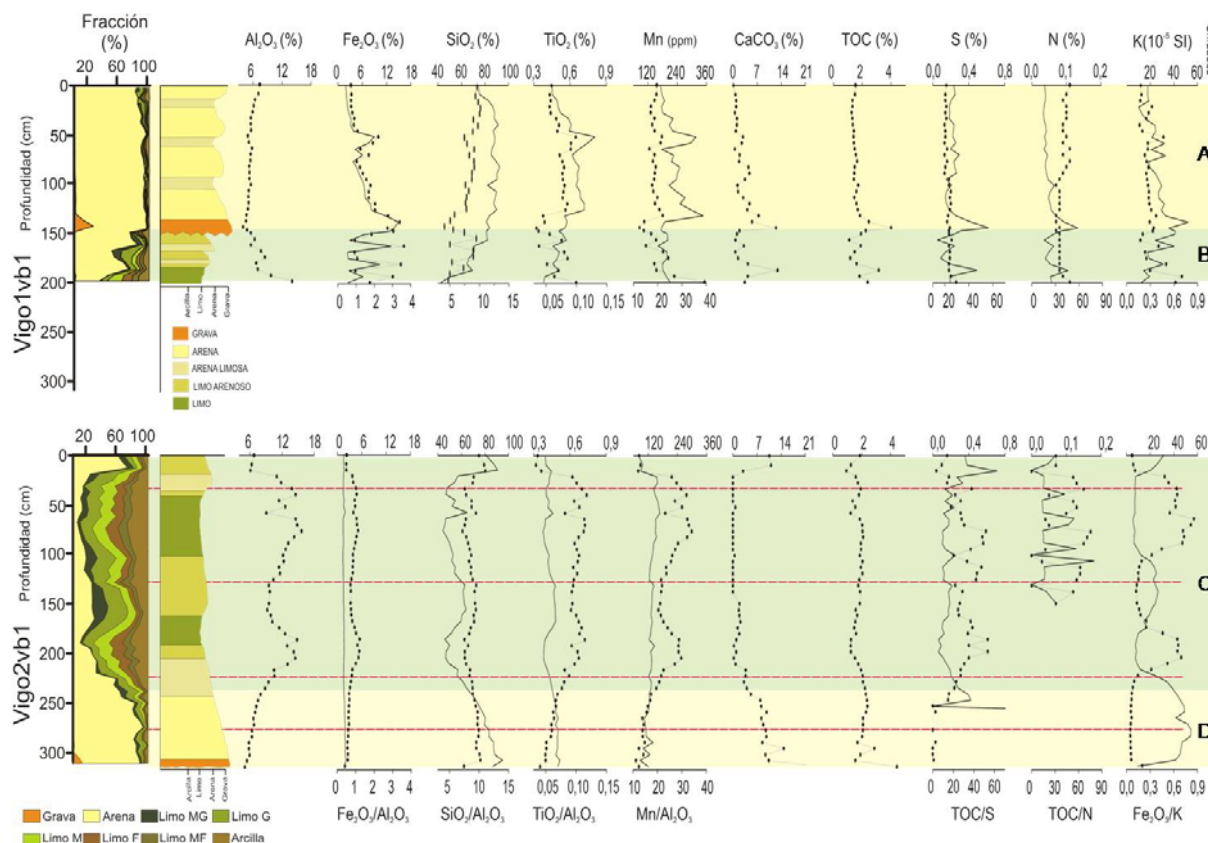 Fracción
(%)
20 60 100
Al₂O₃ (%)
0 6 12 18
Fe₂O₃ (%)
0 6 12 18
SiO₂ (%)
40 60 80 100
TiO₂ (%)
0,3 0,6 0,9
Mn (ppm)
120 240 360
CaCO₃ (%)
0 7 14 21
TOC (%)
0 2 4
S (%)
0,0 0,4 0,8
N (%)
0,0 0,1 0,2
K(10⁻⁵ SI)
20 40 60
Vigo1vb1
Profundidad (cm)
0
50
100
150
200
250
300
A
B
Arcilla
Limo
Arena
Grava
GRAVA
ARENA
ARENA LIMOSA
LIMO ARENOSO
LIMO
0 1 2 3 4
5 10 15
0,05 0,10 0,15
10 20 30 40
0 20 40 60
0 30 60 90
0,0 0,3 0,6 0,9
20 60 100
0 6 12 18
0 6 12 18
40 60 80 100
0,3 0,6 0,9
120 240 360
0 7 14 21
0 2 4
0,0 0,4 0,8
0,0 0,1 0,2
20 40 60
Vigo2vb1
Profundidad (cm)
0
50
100
150
200
250
300
C
D
Arcilla
Limo
Arena
Grava
0 1 2 3 4
5 10 15
0,05 0,10 0,15
10 20 30 40
0 20 40 60
0 30 60 90
0,0 0,3 0,6 0,9
Fe₂O₃/Al₂O₃
SiO₂/Al₂O₃
TiO₂/Al₂O₃
Mn/Al₂O₃
TOC/S
TOC/N
Fe₂O₃/K
Grava Arena Limo MG Limo G
Limo M Limo F Limo MF Arcilla